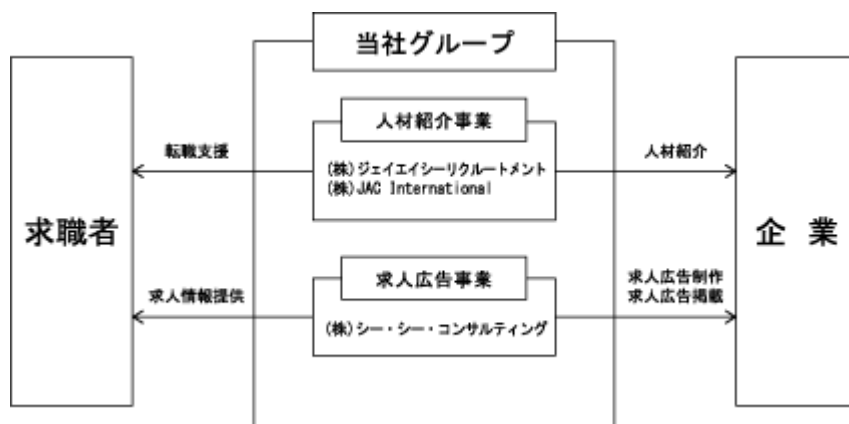 当社グループ
求職者
転職支援
人材紹介事業
(株)ジェイエイシーリクルートメント
(株)JAC International
人材紹介
企 業
求人情報提供
求人広告事業
(株)シー・シー・コンサルティング
求人広告制作
求人広告掲載